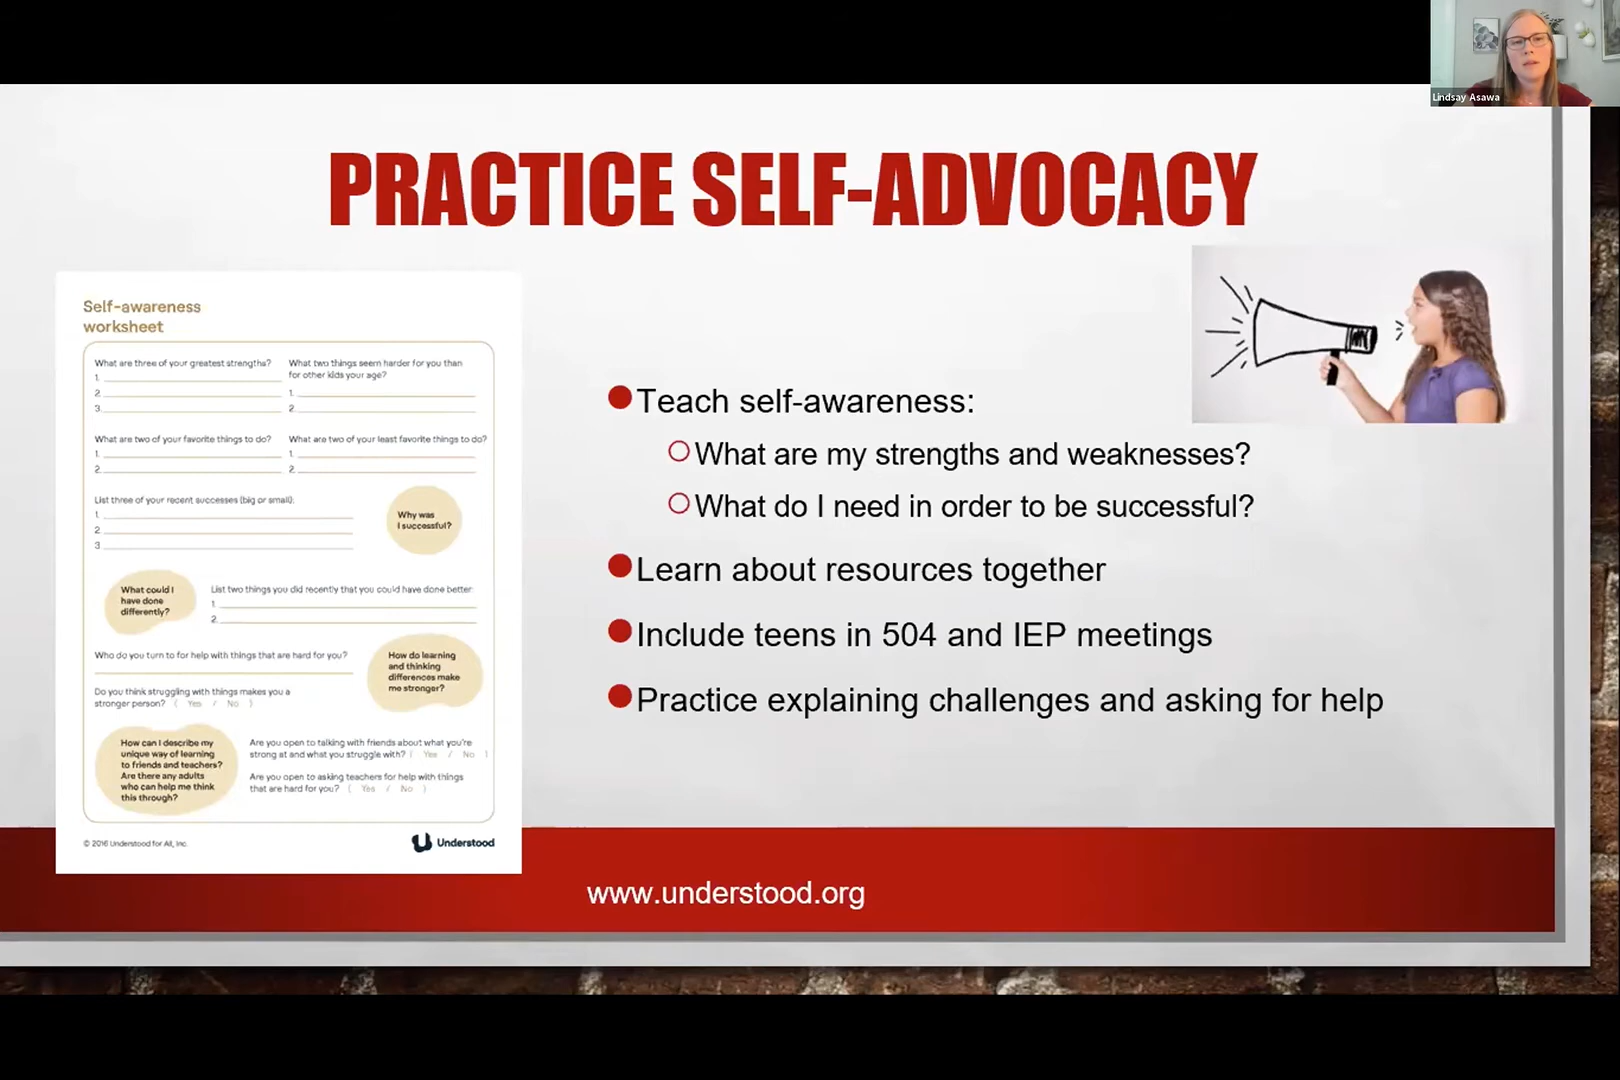 Lindsay Asawa
PRACTICE SELF-ADVOCACY
Self-awareness
worksheet
What are three of your greatest strengths?
1.
2.
3.
What two things seem harder for you than
for other kids your age?
1.
2.
What are two of your favorite things to do?
1.
2.
What are two of your least favorite things to do?
1.
2.
List three of your recent successes (big or small):
1.
2.
3.
Why was
I successful?
What could I
have done
differently?
List two things you did recently that you could have done better:
1.
2.
Who do you turn to for help with things that are hard for you?
How do learning
and thinking
differences make
me stronger?
Do you think struggling with things makes you a
stronger person? ( Yes / No )
How can I describe my
unique way of learning
to friends and teachers?
Are there any adults
who can help me think
this through?
Are you open to talking with friends about what you're
strong at and what you struggle with? ( Yes / No )
Are you open to asking teachers for help with things
that are hard for you? ( Yes / No )
© 2016 Understood for All, Inc.
Understood
Teach self-awareness:
What are my strengths and weaknesses?
What do I need in order to be successful?
Learn about resources together
Include teens in 504 and IEP meetings
Practice explaining challenges and asking for help
www.understood.org